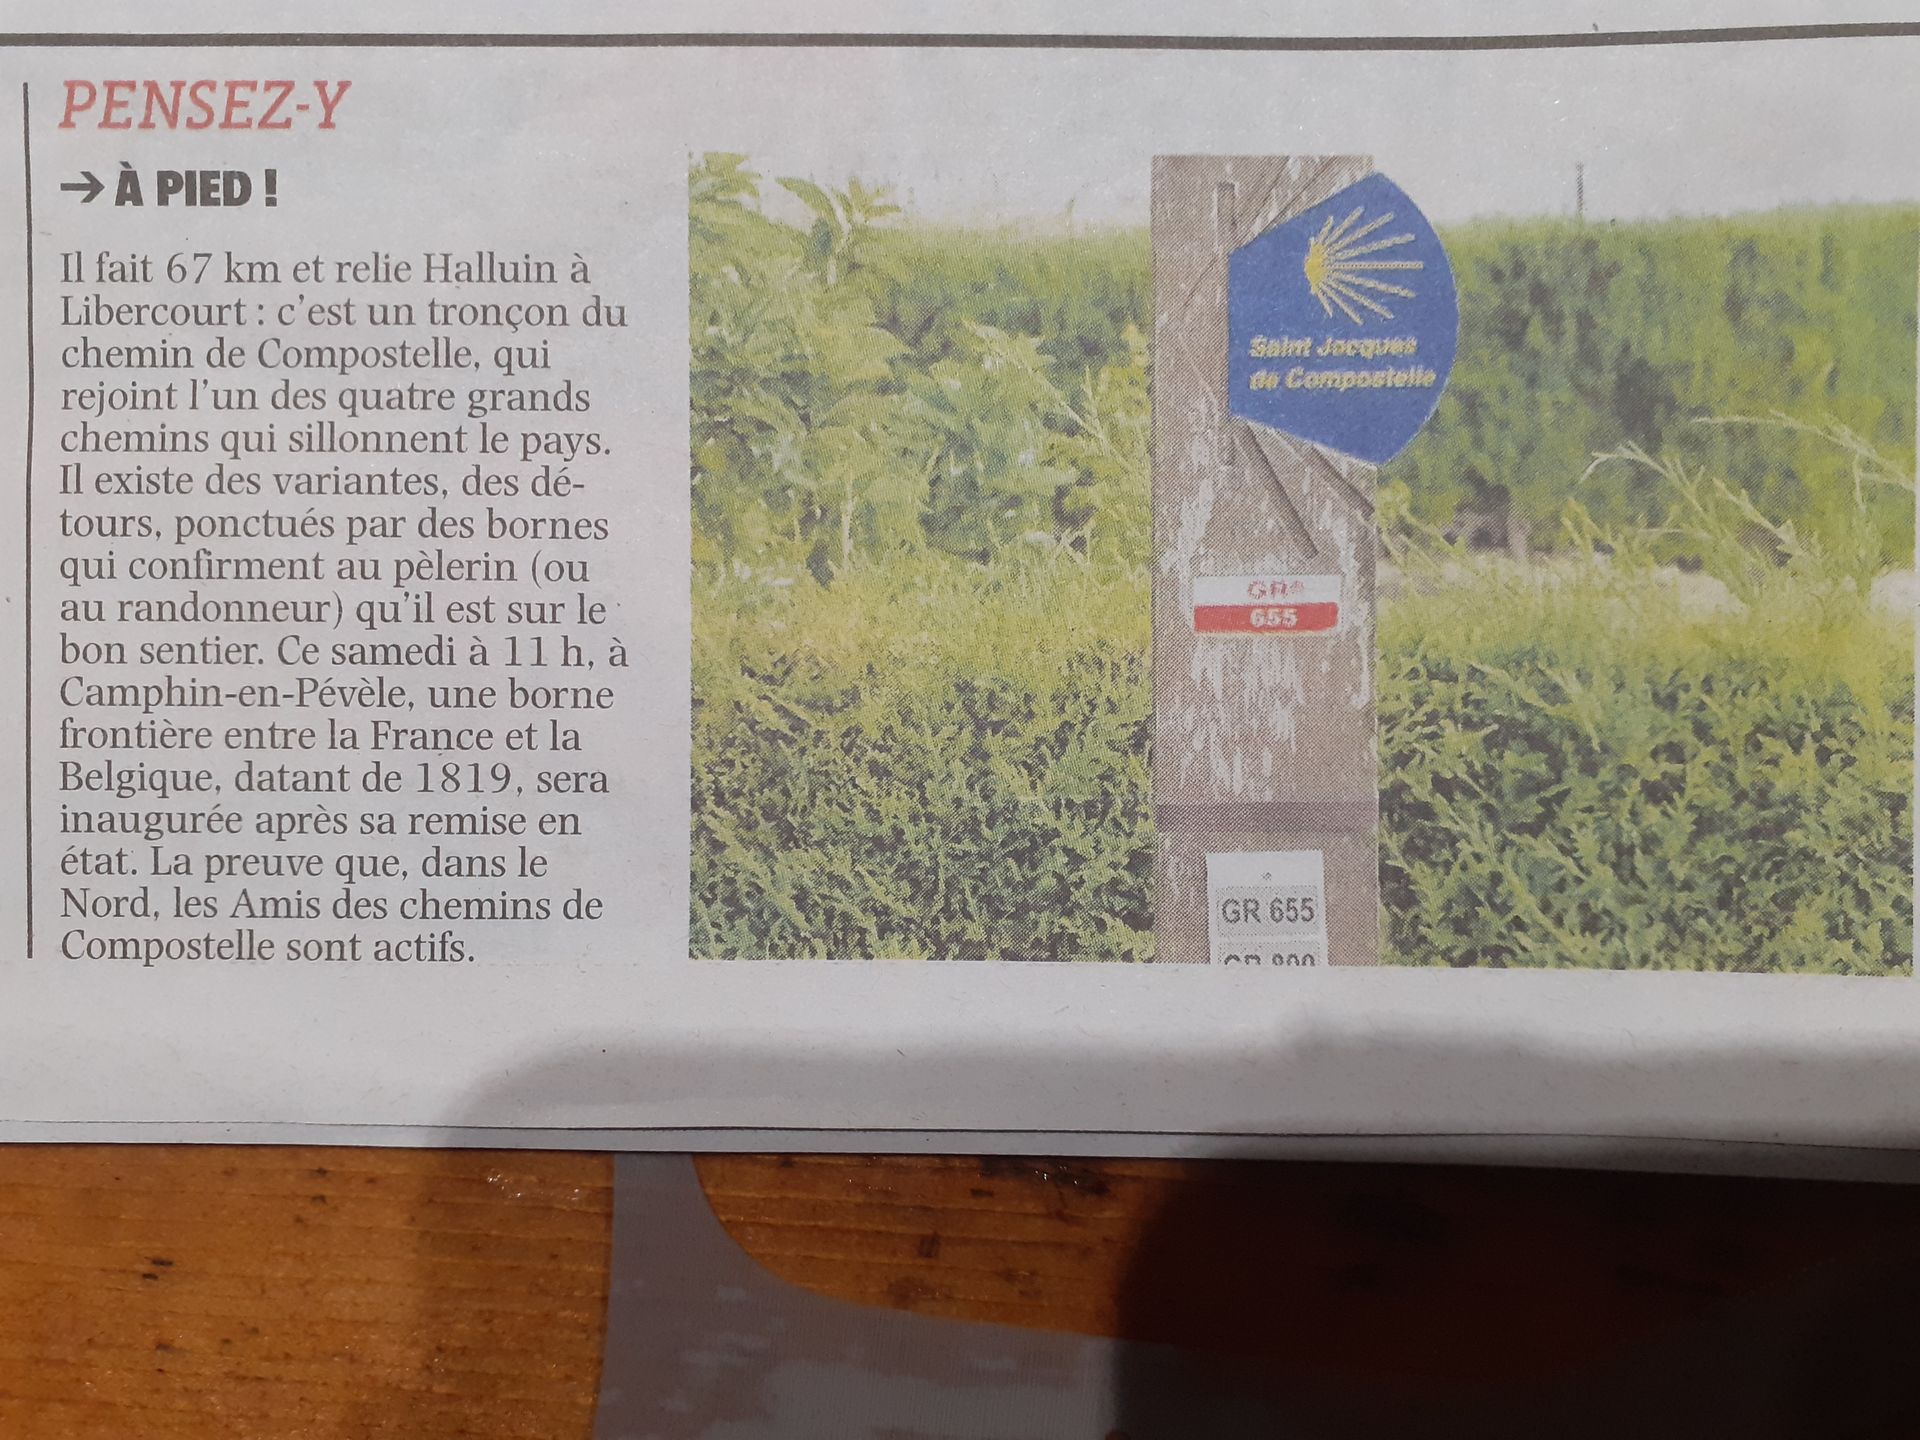 PENSEZ-Y
→ À PIED !
Il fait 67 km et relie Halluin à
Libercourt : c'est un tronçon du
chemin de Compostelle, qui
rejoint l'un des quatre grands
chemins qui sillonnent le pays.
Il existe des variantes, des dé-
tours, ponctués par des bornes
qui confirment au pèlerin (ou
au randonneur) qu'il est sur le
bon sentier. Ce samedi à 11 h, à
Camphin-en-Pévèle, une borne
frontière entre la France et la
Belgique, datant de 1819, sera
inaugurée après sa remise en
état. La preuve que, dans le
Nord, les Amis des chemins de
Compostelle sont actifs.
Saint Jacques
de Compostelle
GR®
655
GR 655
GR 800